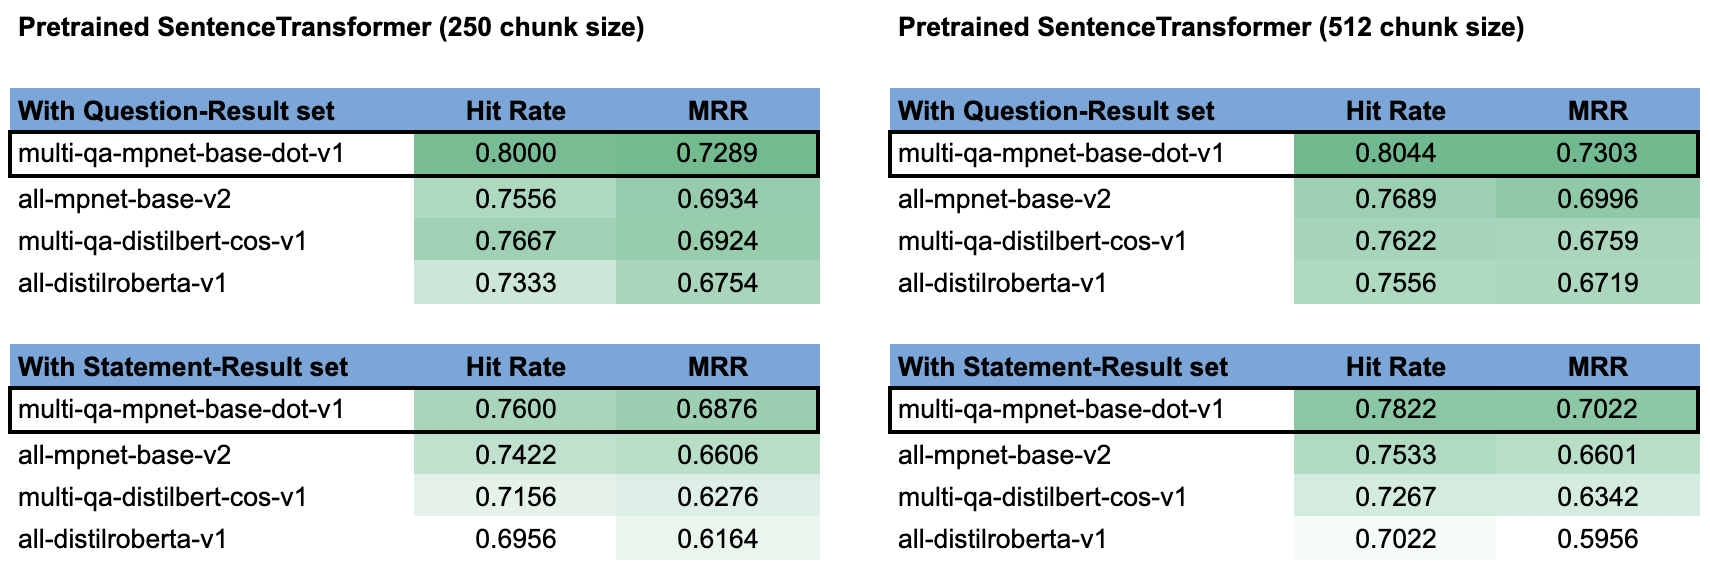 Pretrained SentenceTransformer (250 chunk size)
With Question-Result set Hit Rate MRR
multi-qa-mpnet-base-dot-v1 0.8000 0.7289
all-mpnet-base-v2 0.7556 0.6934
multi-qa-distilbert-cos-v1 0.7667 0.6924
all-distilroberta-v1 0.7333 0.6754
With Statement-Result set Hit Rate MRR
multi-qa-mpnet-base-dot-v1 0.7600 0.6876
all-mpnet-base-v2 0.7422 0.6606
multi-qa-distilbert-cos-v1 0.7156 0.6276
all-distilroberta-v1 0.6956 0.6164
Pretrained SentenceTransformer (512 chunk size)
With Question-Result set Hit Rate MRR
multi-qa-mpnet-base-dot-v1 0.8044 0.7303
all-mpnet-base-v2 0.7689 0.6996
multi-qa-distilbert-cos-v1 0.7622 0.6759
all-distilroberta-v1 0.7556 0.6719
With Statement-Result set Hit Rate MRR
multi-qa-mpnet-base-dot-v1 0.7822 0.7022
all-mpnet-base-v2 0.7533 0.6601
multi-qa-distilbert-cos-v1 0.7267 0.6342
all-distilroberta-v1 0.7022 0.5956